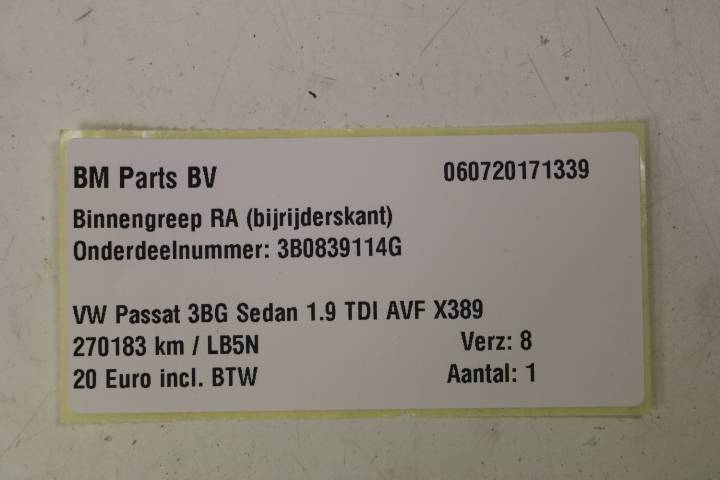 BM Parts BV 060720171339
Binnengreep RA (bijrijderskant)
Onderdeelnummer: 3B0839114G
VW Passat 3BG Sedan 1.9 TDI AVF X389
270183 km / LB5N Verz: 8
20 Euro incl. BTW Aantal: 1